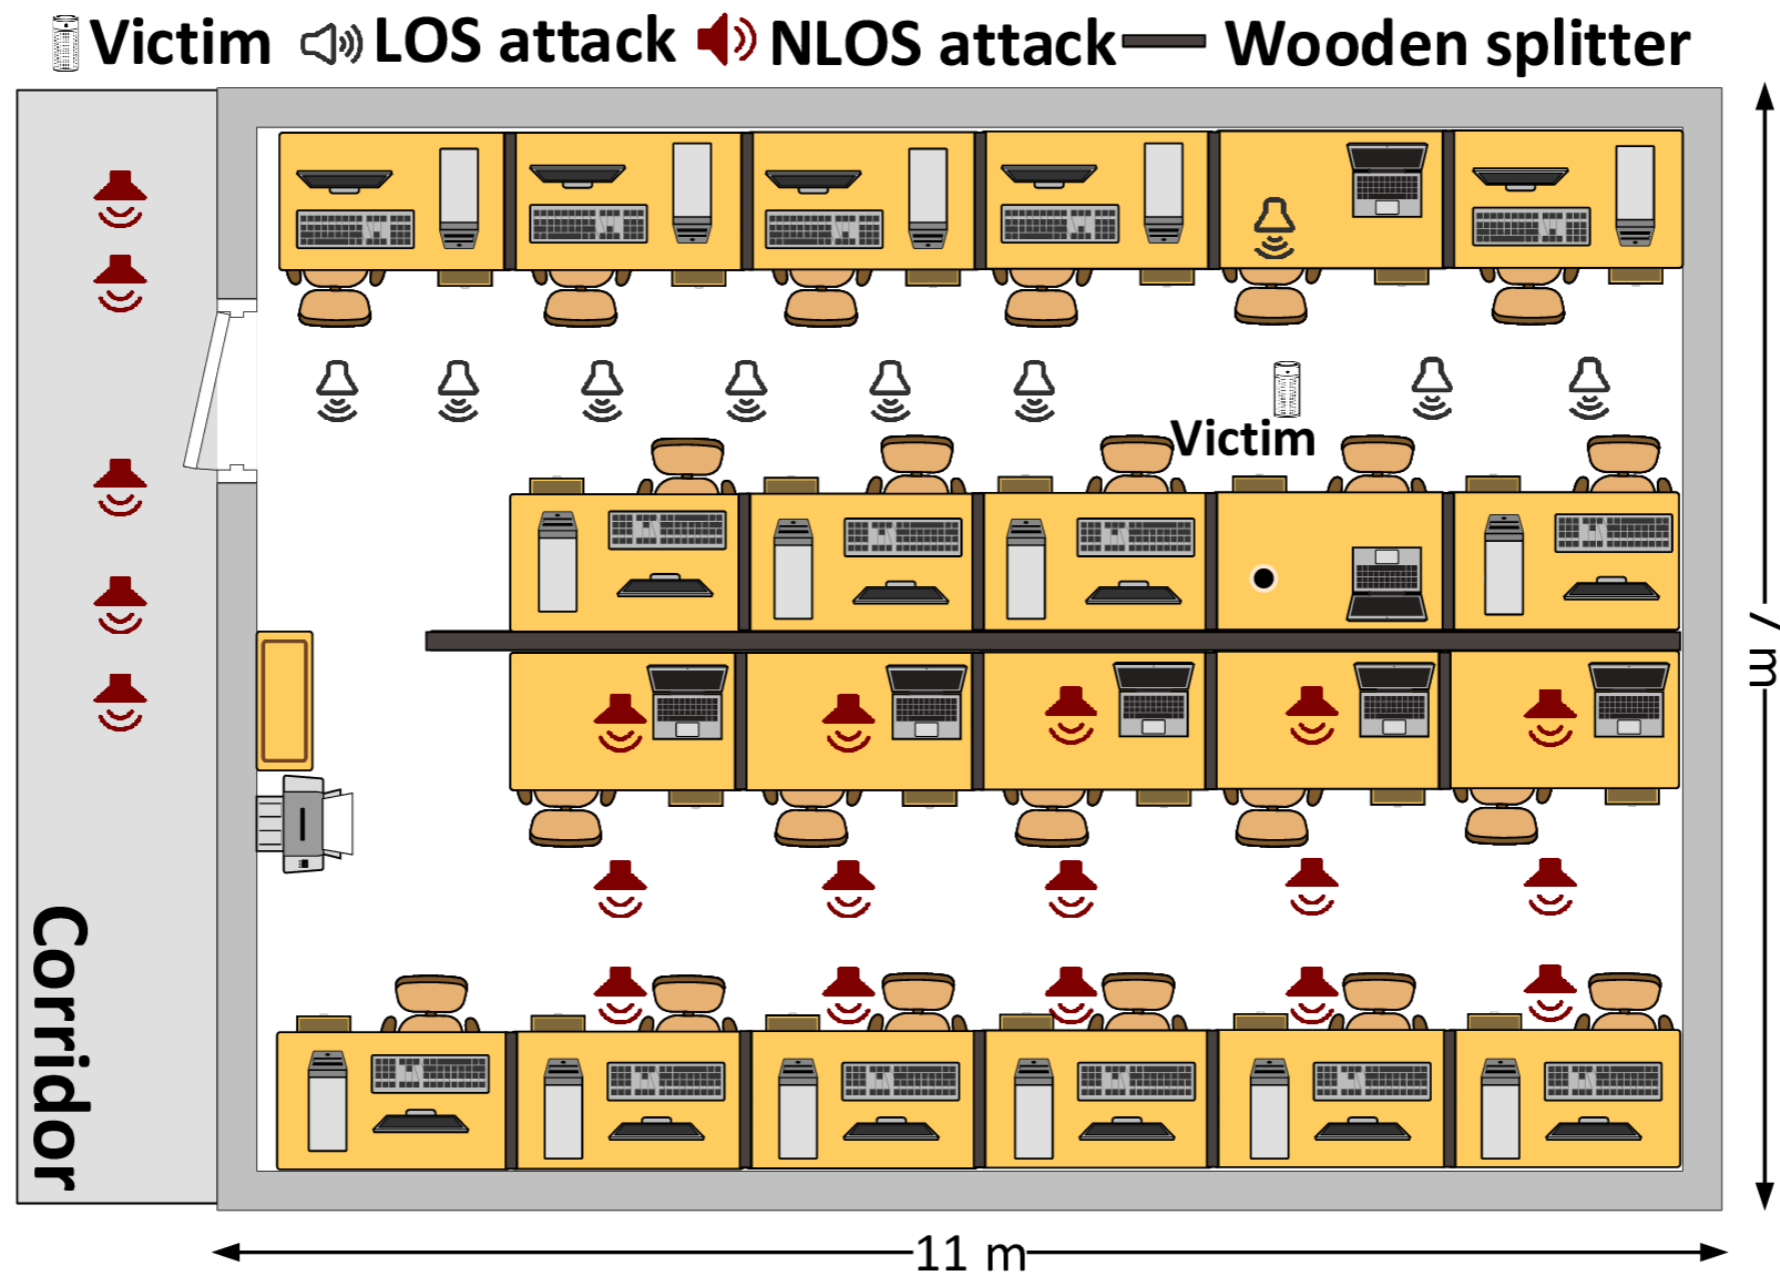 Victim LOS attack NLOS attack Wooden splitter
Victim
7 m
Corridor
11 m